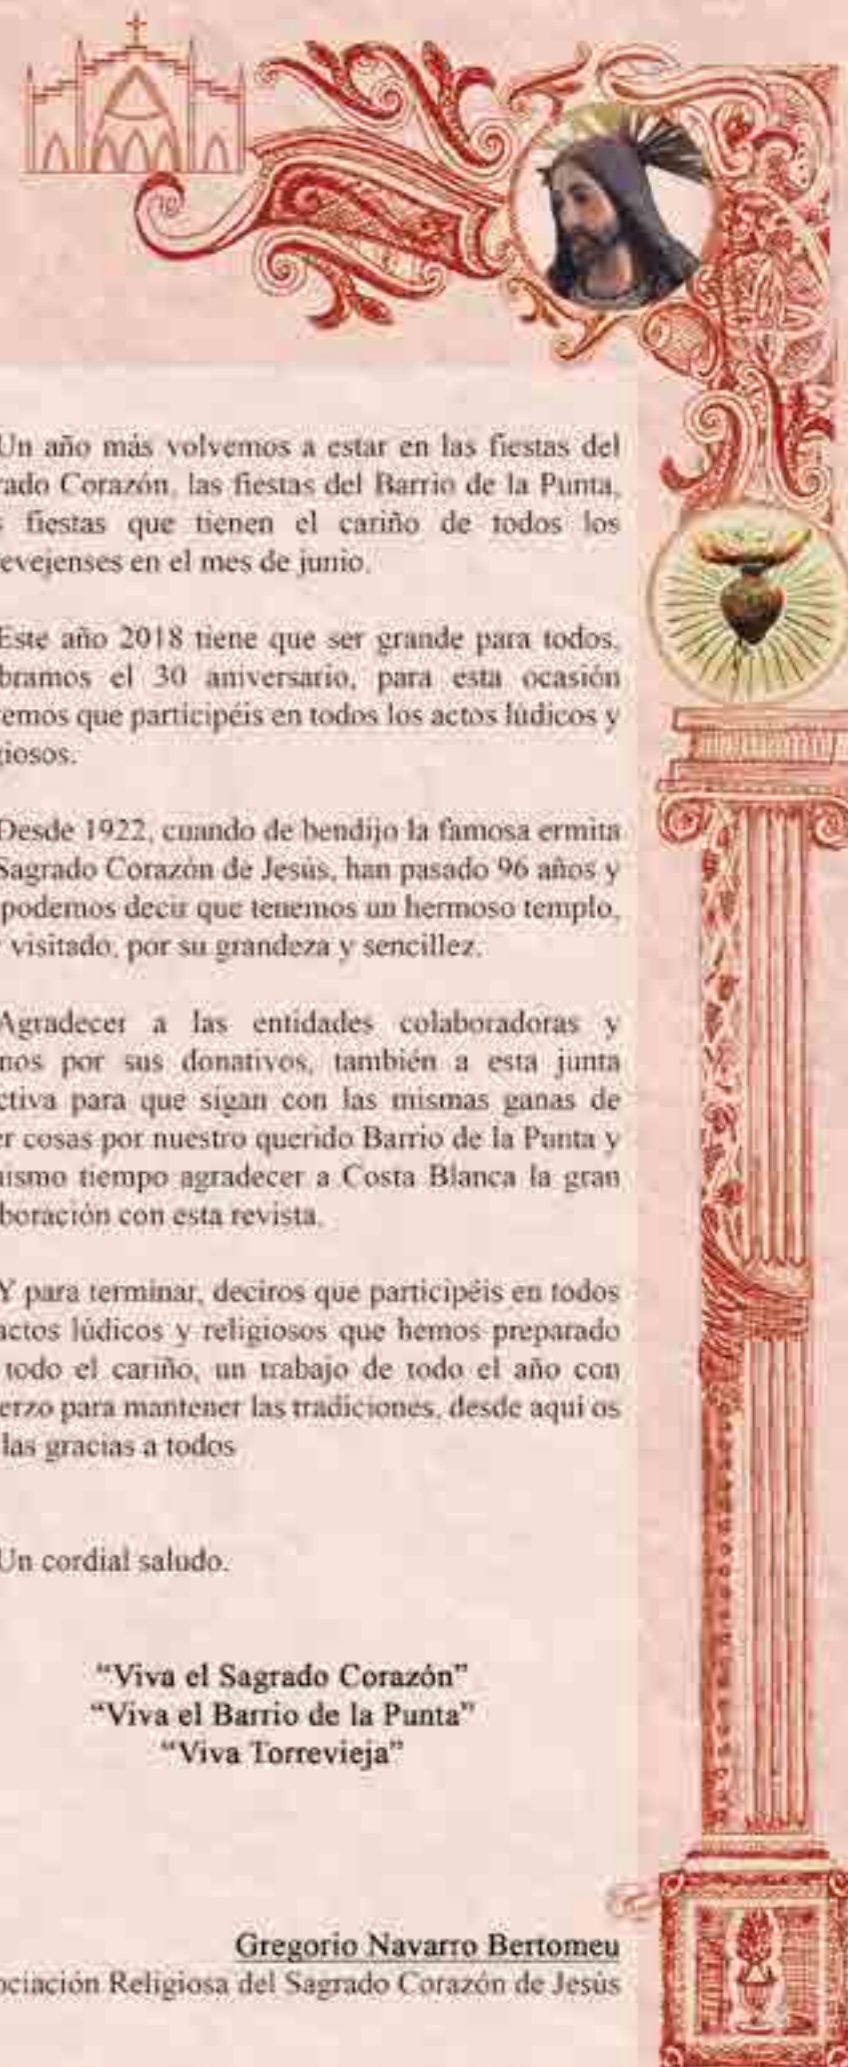 Un año más volvemos a estar en las fiestas del
rado Corazón, las fiestas del Barrio de la Punta,
s fiestas que tienen el cariño de todos los
evejenses en el mes de junio.
Este año 2018 tiene que ser grande para todos,
bramos el 30 aniversario, para esta ocasión
emos que participéis en todos los actos lúdicos y
giosos.
Desde 1922, cuando de bendijo la famosa ermita
Sagrado Corazón de Jesús, han pasado 96 años y
podemos decir que tenemos un hermoso templo,
visitado, por su grandeza y sencillez.
Agradecer a las entidades colaboradoras y
nos por sus donativos, también a esta junta
ctiva para que sigan con las mismas ganas de
er cosas por nuestro querido Barrio de la Punta y
mismo tiempo agradecer a Costa Blanca la gran
boración con esta revista.
Y para terminar, deciros que participéis en todos
actos lúdicos y religiosos que hemos preparado
todo el cariño, un trabajo de todo el año con
erzo para mantener las tradiciones, desde aquí os
las gracias a todos
Un cordial saludo.
“Viva el Sagrado Corazón”
“Viva el Barrio de la Punta”
“Viva Torrevieja”
Gregorio Navarro Bertomeu
ociación Religiosa del Sagrado Corazón de Jesús